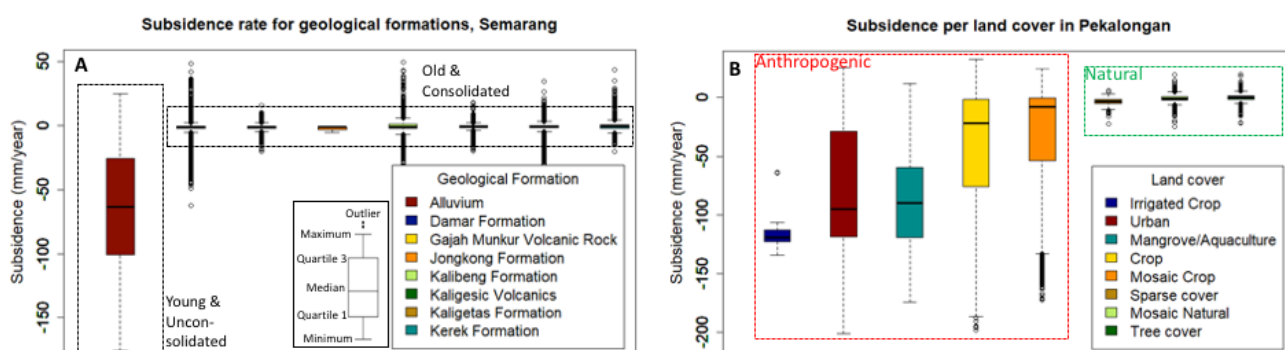 Subsidence rate for geological formations, Semarang
A
Subsidence (mm/year)
50
0
-50
-100
-150
Old &
Consolidated
Young &
Uncon-
solidated
Outlier
Maximum
Quartile 3
Median
Quartile 1
Minimum
Geological Formation
Alluvium
Damar Formation
Gajah Munkur Volcanic Rock
Jongkong Formation
Kalibeng Formation
Kaligesic Volcanics
Kaligetas Formation
Kerek Formation
Subsidence per land cover in Pekalongan
B
Anthropogenic
Natural
Subsidence (mm/year)
0
-50
-100
-150
-200
Land cover
Irrigated Crop
Urban
Mangrove/Aquaculture
Crop
Mosaic Crop
Sparse cover
Mosaic Natural
Tree cover